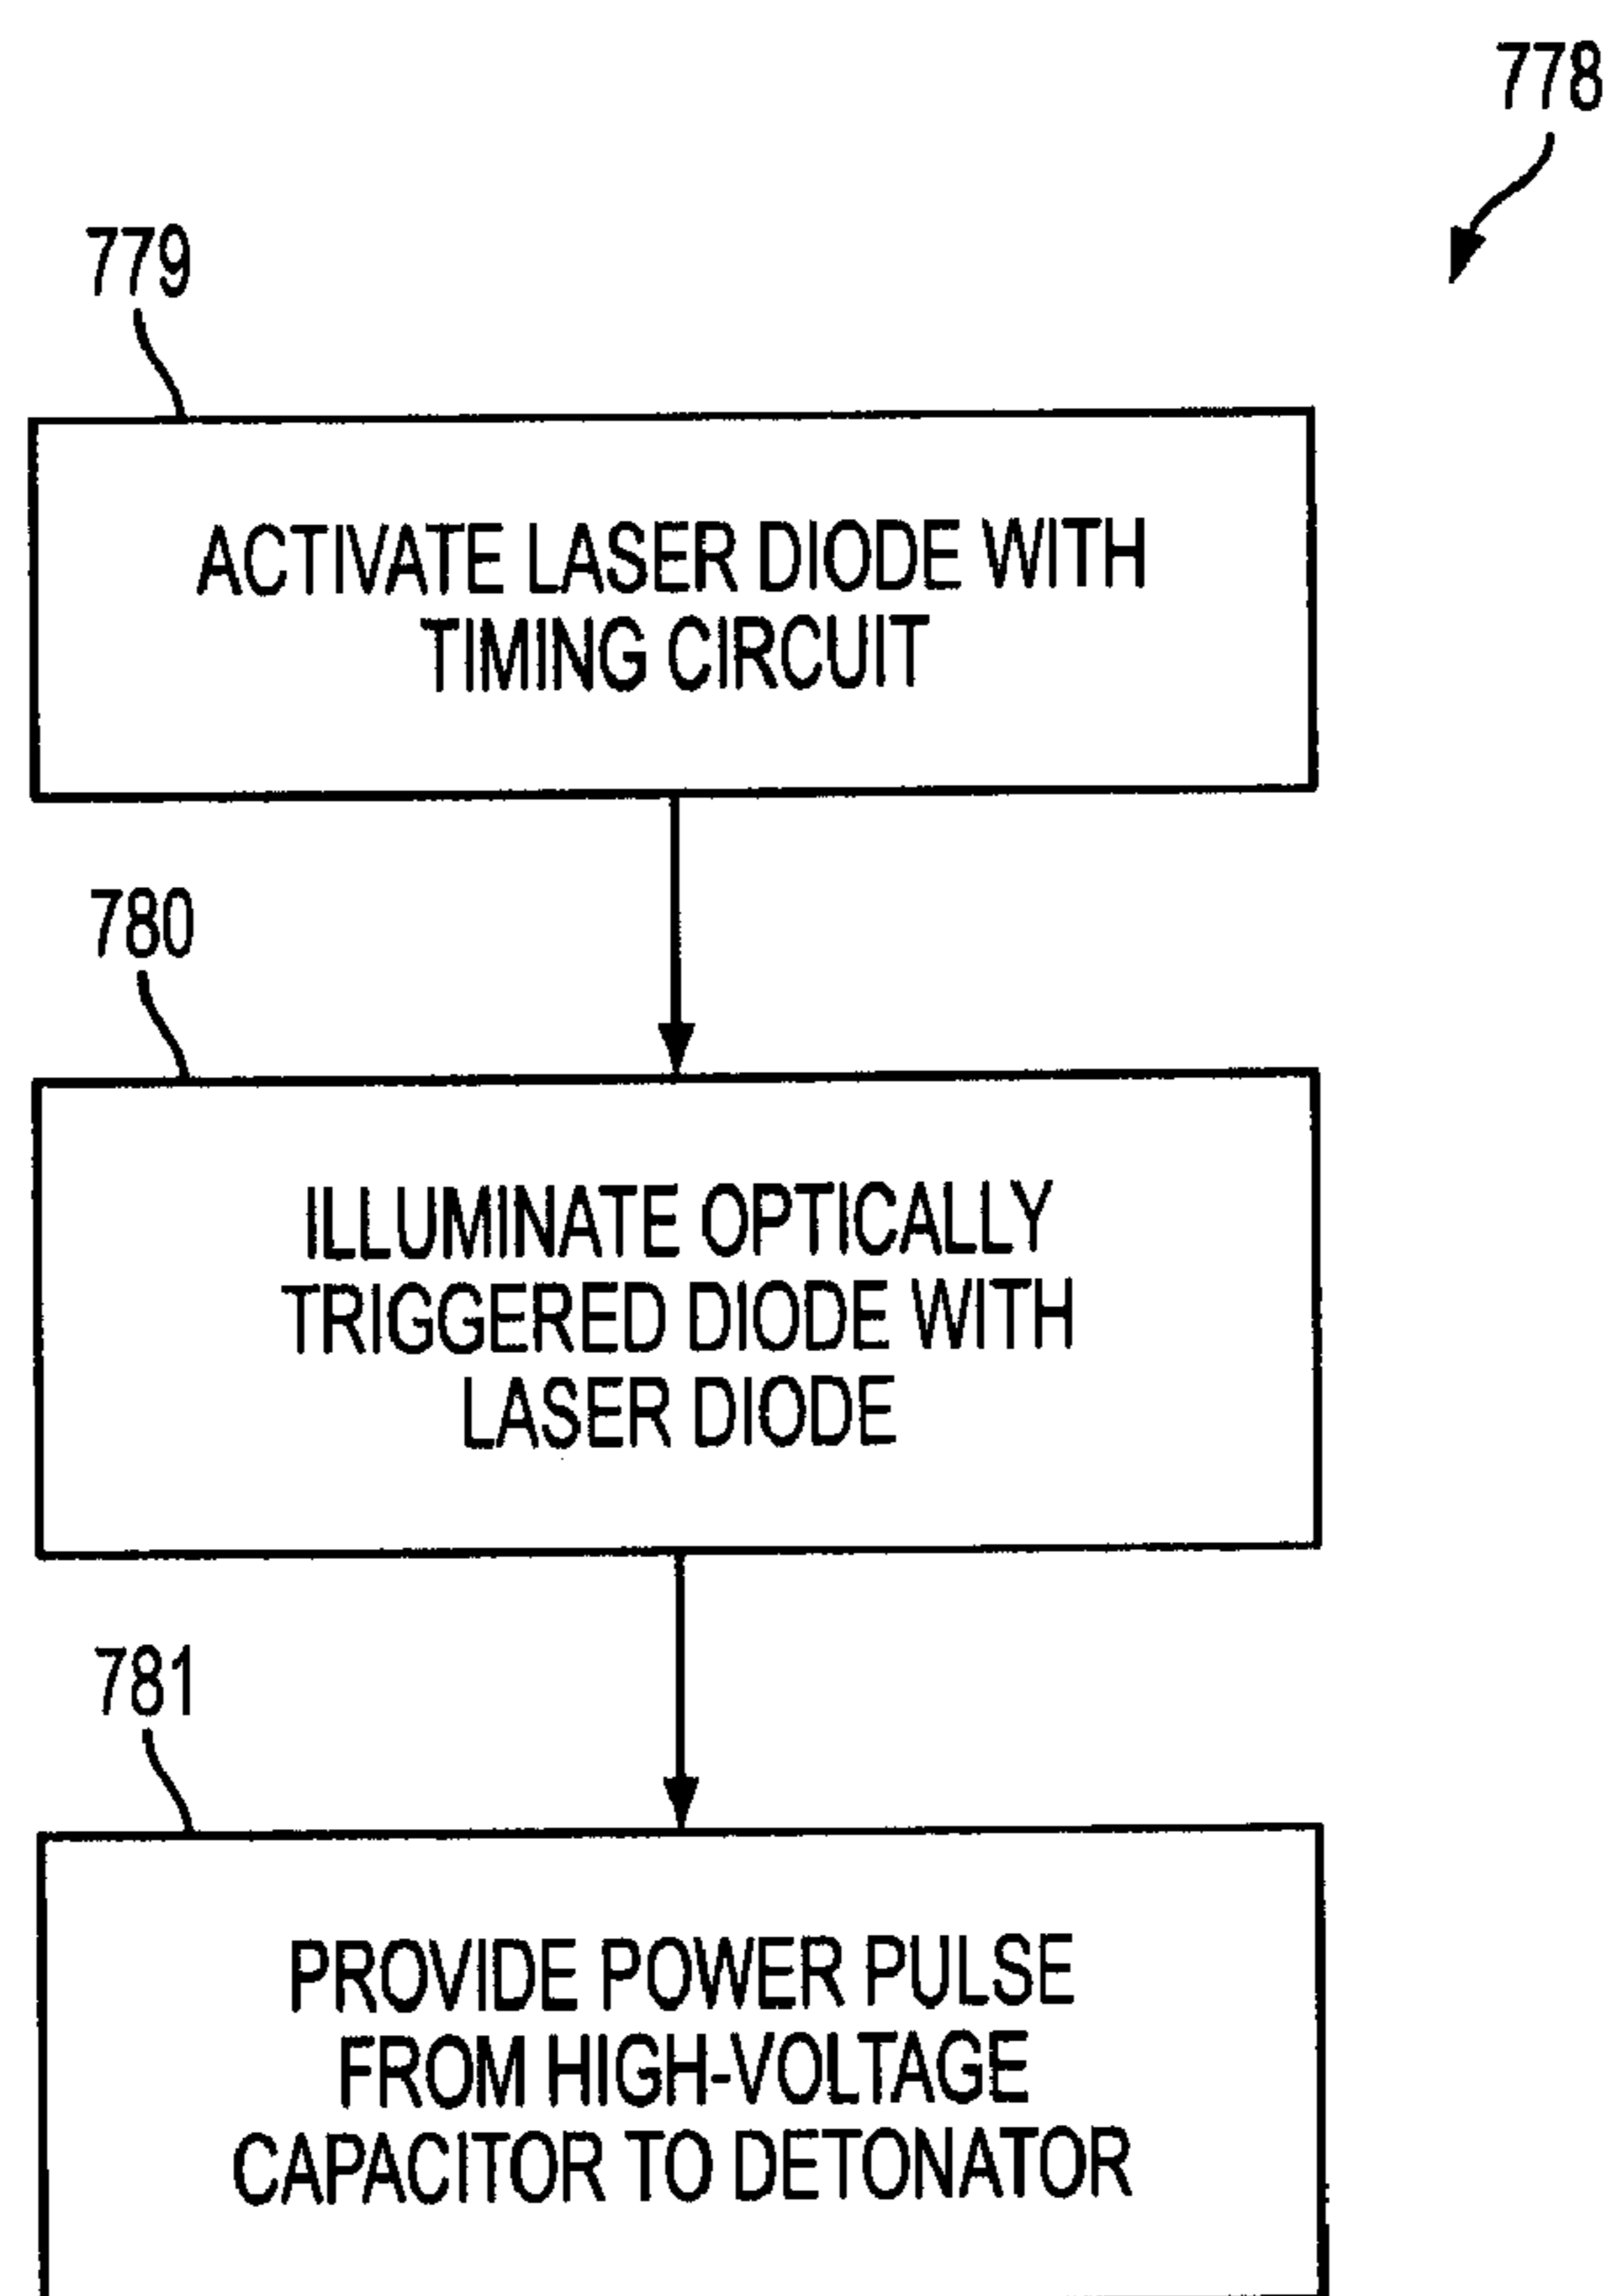 778
779
ACTIVATE LASER DIODE WITH
TIMING CIRCUIT
780
ILLUMINATE OPTICALLY
TRIGGERED DIODE WITH
LASER DIODE
781
PROVIDE POWER PULSE
FROM HIGH-VOLTAGE
CAPACITOR TO DETONATOR